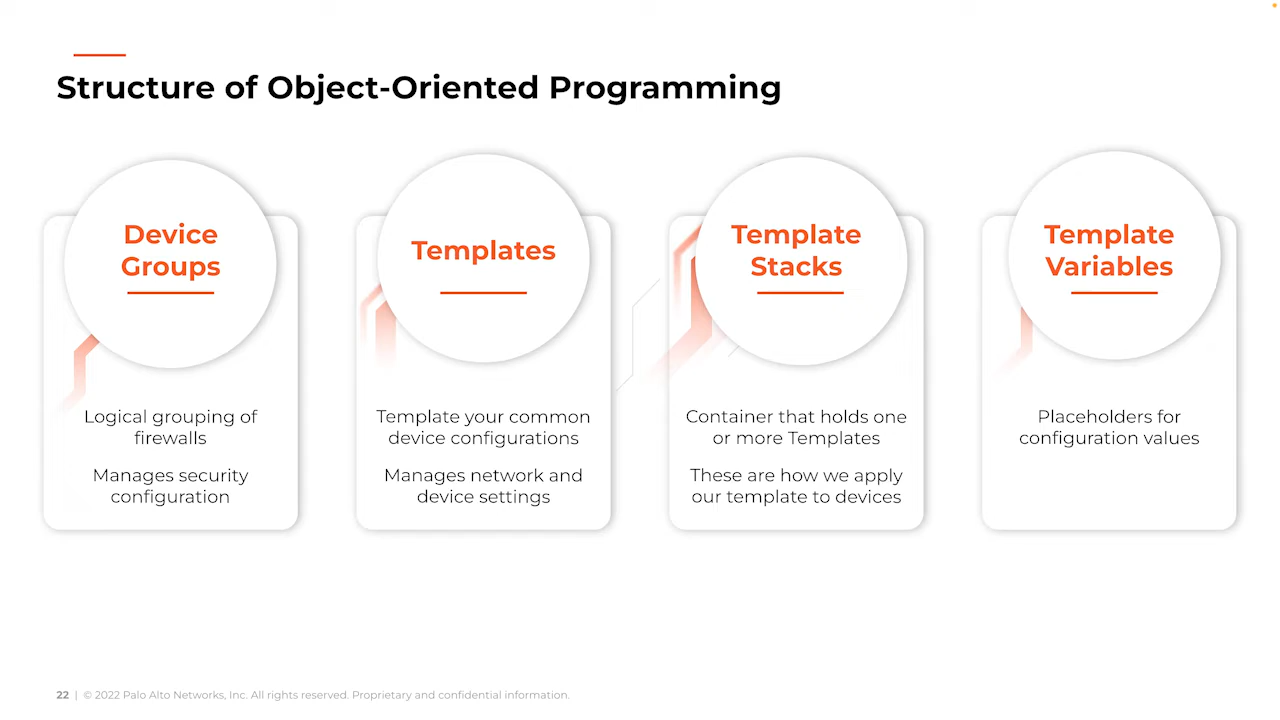 Structure of Object-Oriented Programming
Device
Groups
Logical grouping of
firewalls
Manages security
configuration
Templates
Template your common
device configurations
Manages network and
device settings
Template
Stacks
Container that holds one
or more Templates
These are how we apply
our template to devices
Template
Variables
Placeholders for
configuration values
22 | © 2022 Palo Alto Networks, Inc. All rights reserved. Proprietary and confidential information.